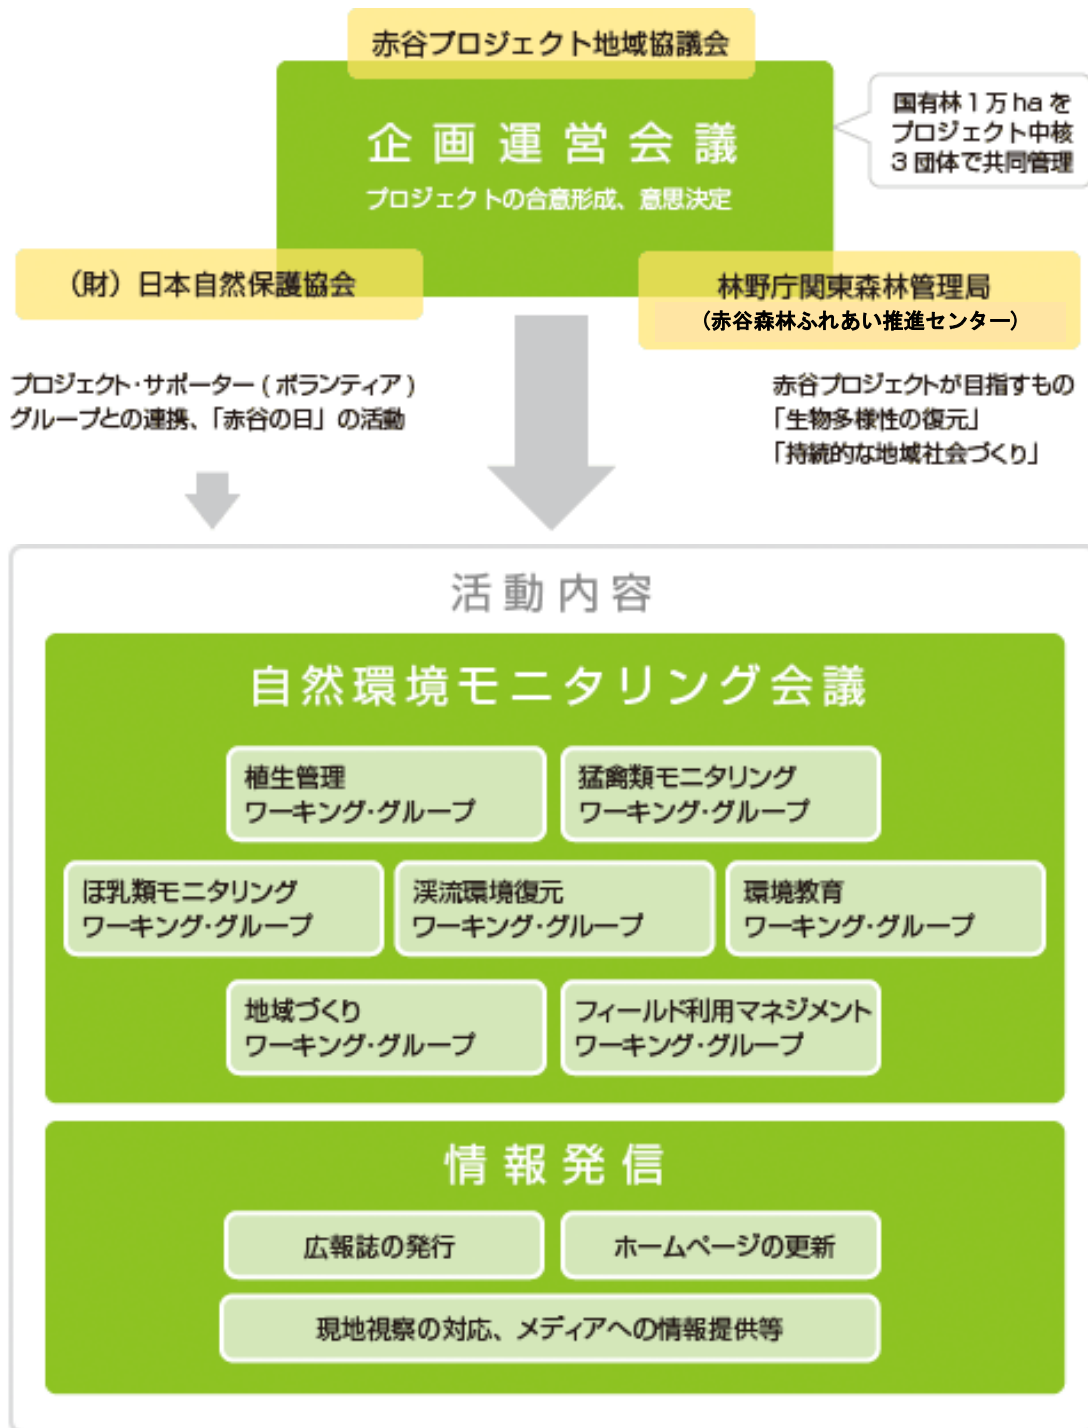 赤谷プロジェクト地域協議会
企画運営会議
プロジェクトの合意形成、意思決定
国有林1万haを
プロジェクト中核
3団体で共同管理
(財)日本自然保護協会
林野庁関東森林管理局
(赤谷森林ふれあい推進センター)
プロジェクト・サポーター(ボランティア)
グループとの連携、「赤谷の日」の活動
赤谷プロジェクトが目指すもの
「生物多様性の復元」
「持続的な地域社会づくり」
活動内容
自然環境モニタリング会議
植生管理
ワーキング・グループ
猛禽類モニタリング
ワーキング・グループ
ほ乳類モニタリング
ワーキング・グループ
渓流環境復元
ワーキング・グループ
環境教育
ワーキング・グループ
地域づくり
ワーキング・グループ
フィールド利用マネジメント
ワーキング・グループ
情報発信
広報誌の発行
ホームページの更新
現地視察の対応、メディアへの情報提供等